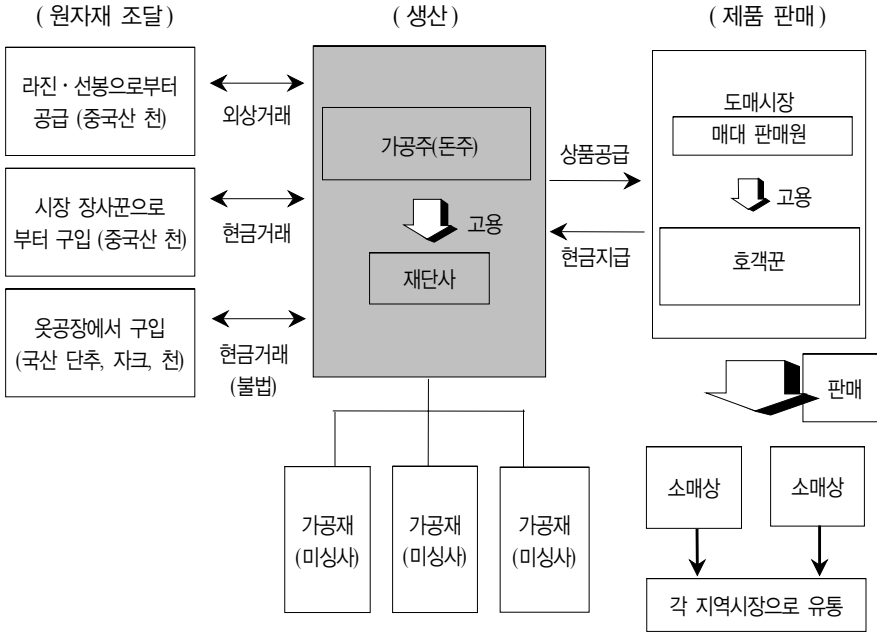 ( 원자재 조달 )
라진·선봉으로부터
공급 (중국산 천)
외상거래
시장 장사꾼으로
부터 구입 (중국산 천)
현금거래
옷공장에서 구입
(국산 단추, 자크, 천)
현금거래
(불법)
( 생산 )
가공주(돈주)
고용
재단사
가공재
(미싱사)
가공재
(미싱사)
가공재
(미싱사)
상품공급
현금지급
( 제품 판매 )
도매시장
매대 판매원
고용
호객꾼
판매
소매상
소매상
각 지역시장으로 유통